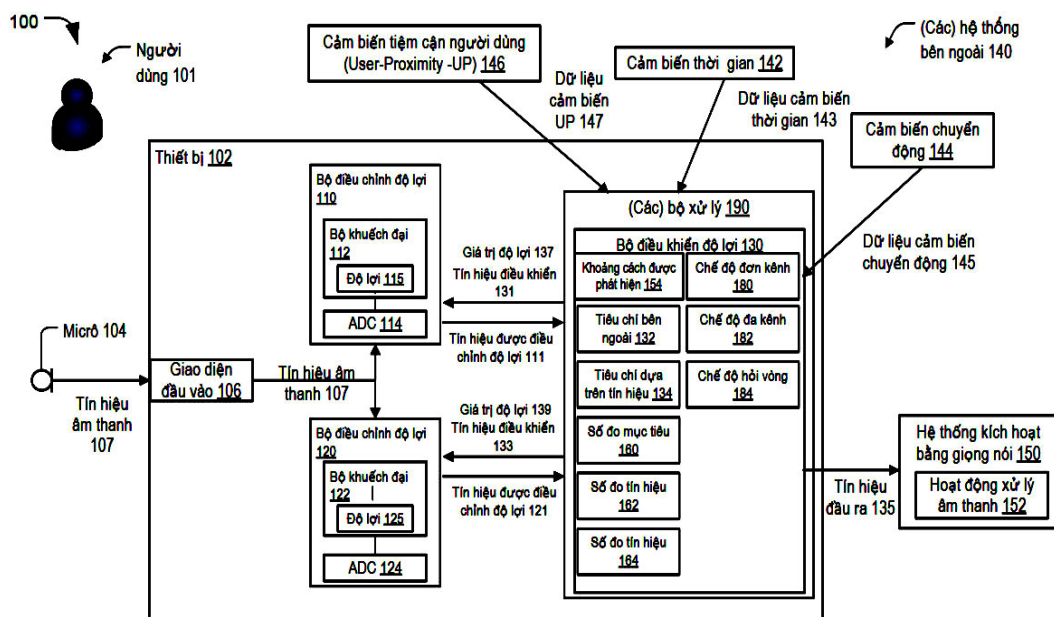 100
Người
dùng 101
Cảm biến tiệm cận người dùng
(User-Proximity -UP) 146
Cảm biến thời gian 142
(Các) hệ thống
bên ngoài 140
Dữ liệu
cảm biến
UP 147
Dữ liệu cảm biến
thời gian 143
Cảm biến chuyển
động 144
Dữ liệu cảm biến
chuyển động 145
Thiết bị 102
Bộ điều chỉnh độ lợi
110
Bộ khuếch đại
112
Độ lợi 115
ADC 114
Giá trị độ lợi 137
Tín hiệu điều khiển
131
Tín hiệu được điều
chỉnh độ lợi 111
(Các) bộ xử lý 190
Bộ điều khiển độ lợi 130
Khoảng cách được
phát hiện 154
Chế độ đơn kênh
180
Tiêu chí bên
ngoài 132
Chế độ đa kênh
182
Tiêu chí dựa
trên tín hiệu 134
Chế độ hỏi vòng
184
Số đo mục tiêu
160
Số đo tín hiệu
162
Số đo tín hiệu
164
Micrô 104
Tín hiệu
âm thanh
107
Giao diện
đầu vào 106
Tín hiệu âm
thanh 107
Bộ điều chỉnh độ lợi
120
Bộ khuếch đại
122
Độ lợi 125
ADC 124
Giá trị độ lợi 139
Tín hiệu điều khiển
133
Tín hiệu được điều
chỉnh độ lợi 121
Tín hiệu
đầu ra 135
Hệ thống kích hoạt
bằng giọng nói 150
Hoạt động xử lý
âm thanh 152